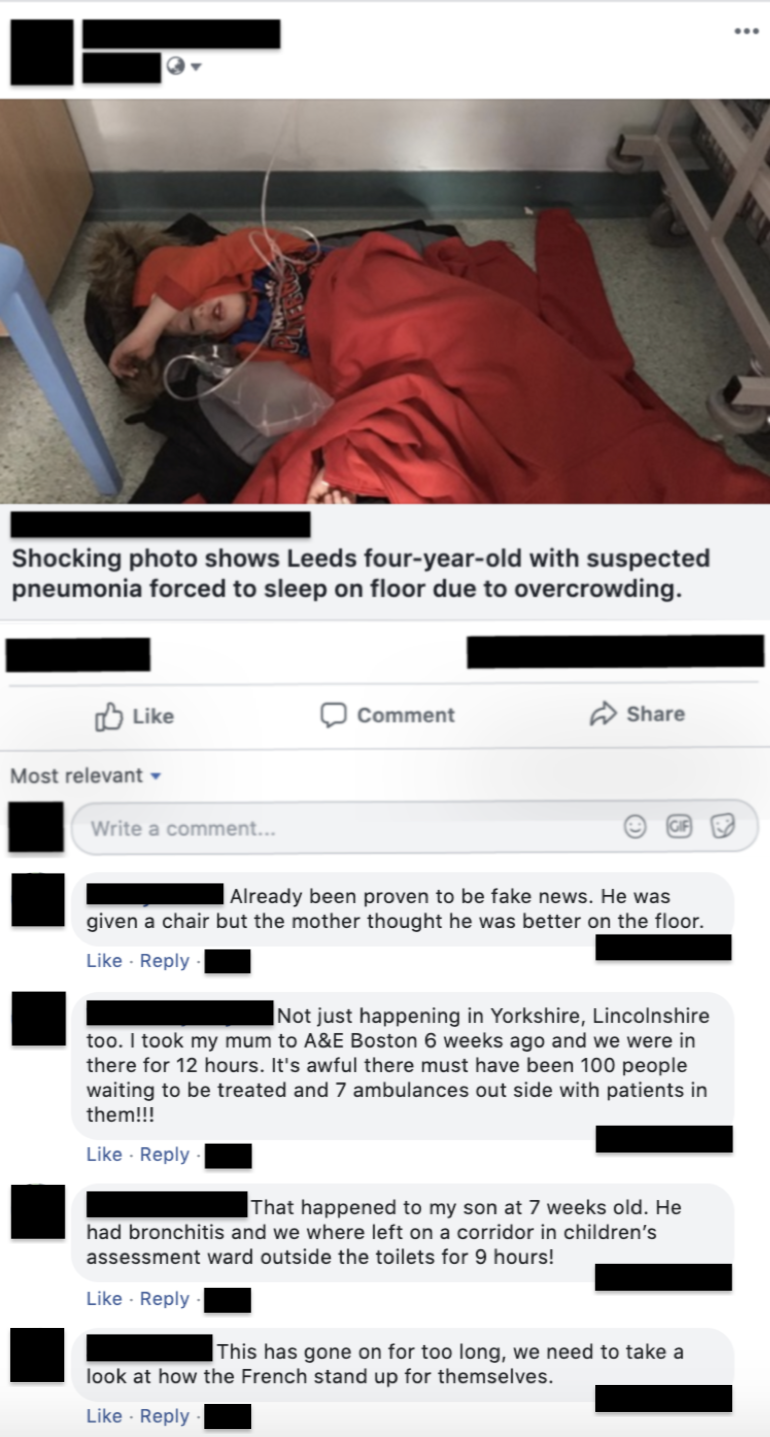 Shocking photo shows Leeds four-year-old with suspected
pneumonia forced to sleep on floor due to overcrowding.
Like
Comment
Share
Most relevant
Write a comment...
GIF
Already been proven to be fake news. He was
given a chair but the mother thought he was better on the floor.
Like · Reply ·
Not just happening in Yorkshire, Lincolnshire
too. I took my mum to A&E Boston 6 weeks ago and we were in
there for 12 hours. It's awful there must have been 100 people
waiting to be treated and 7 ambulances out side with patients in
them!!!
Like · Reply ·
That happened to my son at 7 weeks old. He
had bronchitis and we where left on a corridor in children's
assessment ward outside the toilets for 9 hours!
Like · Reply ·
This has gone on for too long, we need to take a
look at how the French stand up for themselves.
Like · Reply ·